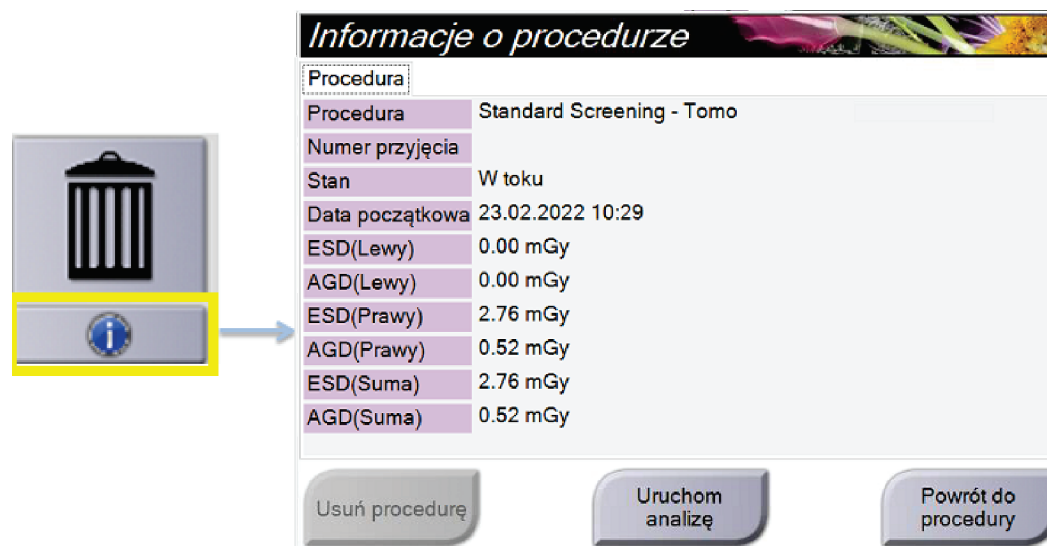 Informacje o procedurze
Procedura
Procedura Standard Screening - Tomo
Numer przyjęcia
Stan W toku
Data początkowa 23.02.2022 10:29
ESD(Lewy) 0.00 mGy
AGD(Lewy) 0.00 mGy
ESD(Prawy) 2.76 mGy
AGD(Prawy) 0.52 mGy
ESD(Suma) 2.76 mGy
AGD(Suma) 0.52 mGy
Usuń procedurę
Uruchom
analizę
Powrót do
procedury